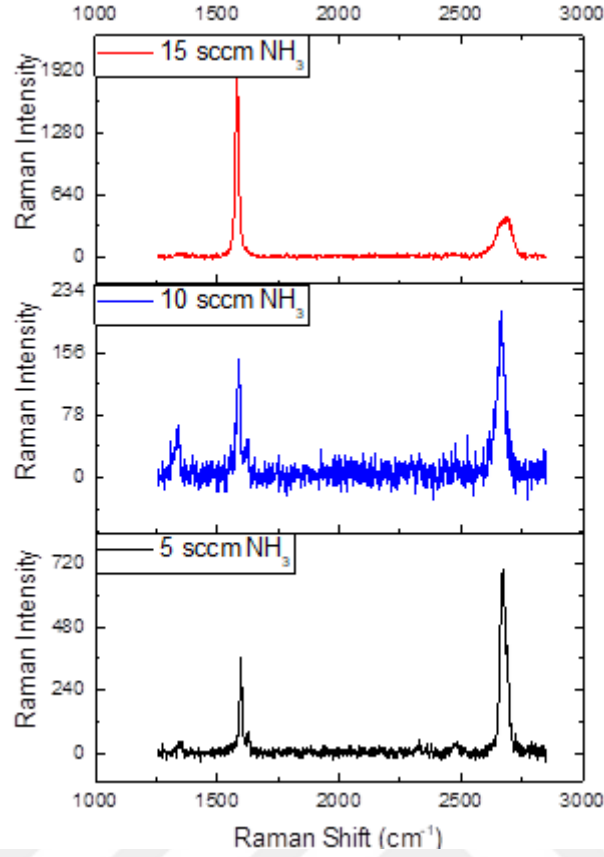 1000 1500 2000 2500 3000
15 sccm NH₃
1920
1280
640
0
Raman Intensity
10 sccm NH₃
234
156
78
0
Raman Intensity
5 sccm NH₃
720
480
240
0
Raman Intensity
1000 1500 2000 2500 3000
Raman Shift (cm⁻¹)